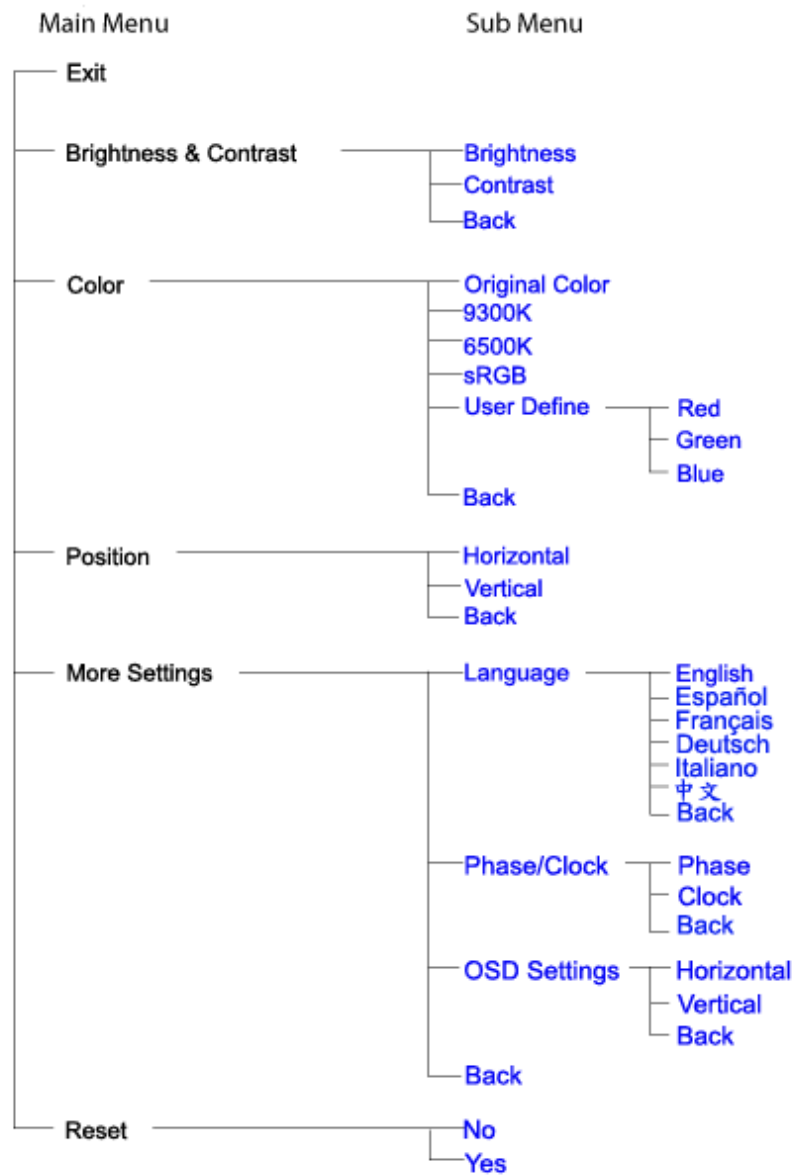 Main Menu Sub Menu
Exit
Brightness & Contrast Brightness
Contrast
Back
Color Original Color
9300K
6500K
sRGB
User Define Red
Green
Blue
Back
Position Horizontal
Vertical
Back
More Settings Language English
Español
Français
Deutsch
Italiano
中文
Back
Phase/Clock Phase
Clock
Back
OSD Settings Horizontal
Vertical
Back
Back
Reset No
Yes